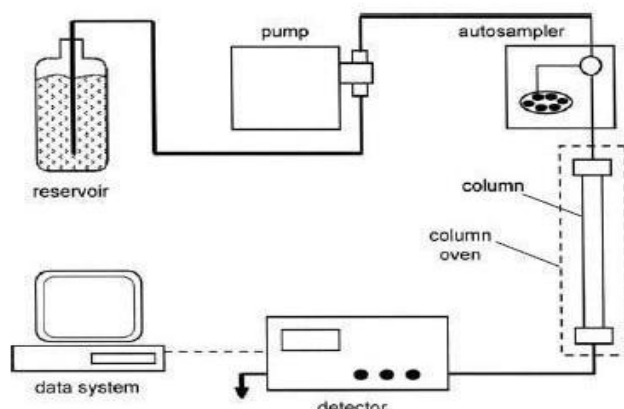 pump
autosampler
reservoir
column
column
oven
data system
detector